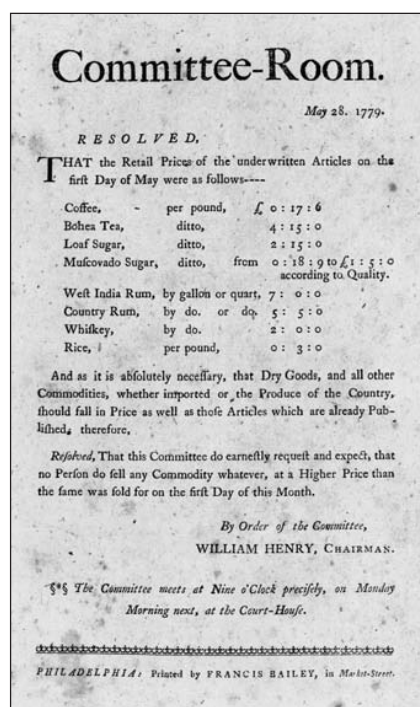 Committee-Room.
May 28. 1779.
RESOLVED,
THAT the Retail Prices of the underwritten Articles on the
firſt Day of May were as follows----
Coffee, - per pound, £ 0 : 17 : 6
Bohea Tea, ditto, 4 : 15 : 0
Loaf Sugar, ditto, 2 : 15 : 0
Muſcovado Sugar, ditto, from 0 : 18 : 9 to £ 1 : 5 : 0
according to Quality.
Weſt India Rum, by gallon or quart, 7 : 0 : 0
Country Rum, by do. or do. 5 : 5 : 0
Whiſkey, by do. 2 : 0 : 0
Rice, per pound, 0 : 3 : 0
And as it is abſolutely neceſſary, that Dry Goods, and all other
Commodities, whether imported or the Produce of the Country,
ſhould fall in Price as well as thoſe Articles which are already Pub-
liſhed, therefore,
Reſolved, That this Committee do earneſtly requeſt and expect, that
no Perſon do ſell any Commodity whatever, at a Higher Price than
the ſame was ſold for on the firſt Day of this Month.
By Order of the Committee,
WILLIAM HENRY, CHAIRMAN.
§*§ The Committee meets at Nine o'Clock preciſely, on Monday
Morning next, at the Court-Houſe.
PHILADELPHIA: Printed by FRANCIS BAILEY, in Market-Street.